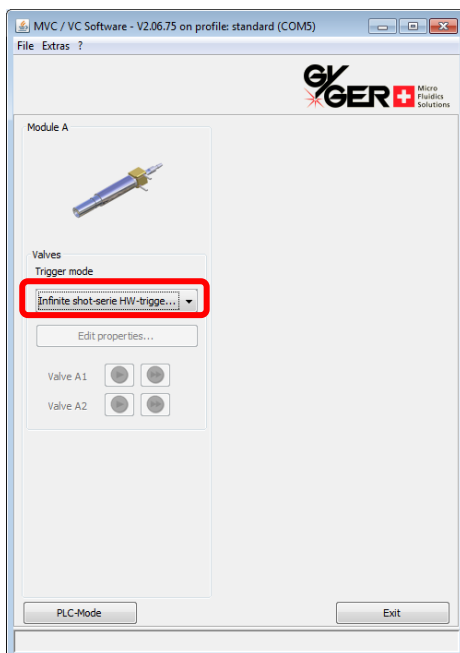 MVC / VC Software - V2.06.75 on profile: standard (COM5)
File Extras ?
GYGER
Micro
Fluidics
Solutions
Module A
Valves
Trigger mode
Infinite shot-serie HW-trigge...
Edit properties...
Valve A1
Valve A2
PLC-Mode
Exit